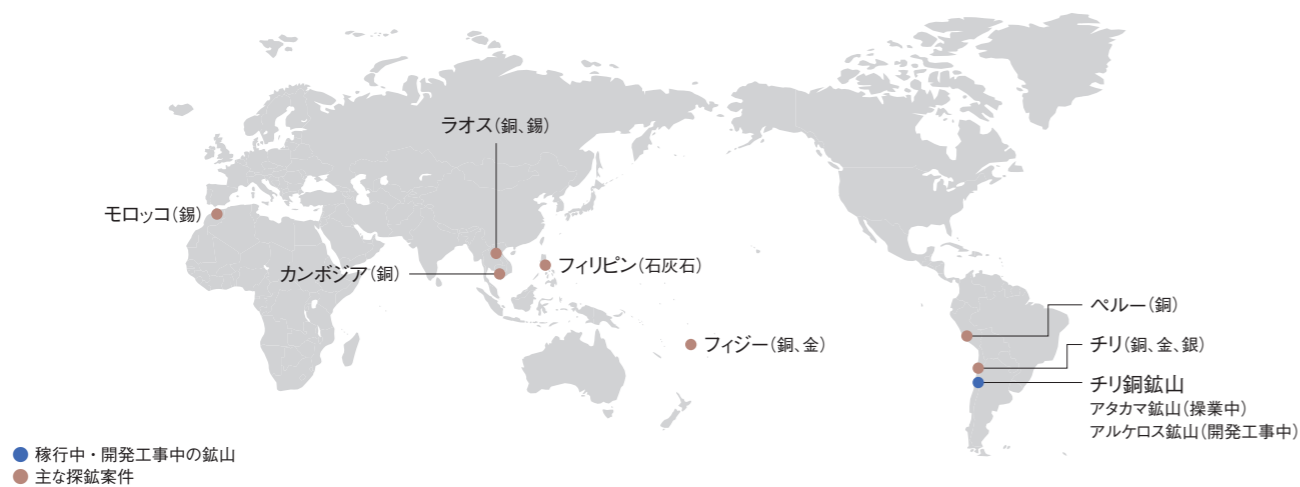 ラオス（銅、錫）
モロッコ（錫）
カンボジア（銅）
フィリピン（石灰石）
ペルー（銅）
フィジー（銅、金）
チリ（銅、金、銀）
チリ銅鉱山
アタカマ鉱山（操業中）
アルケロス鉱山（開発工事中）
稼行中・開発工事中の鉱山
主な探鉱案件